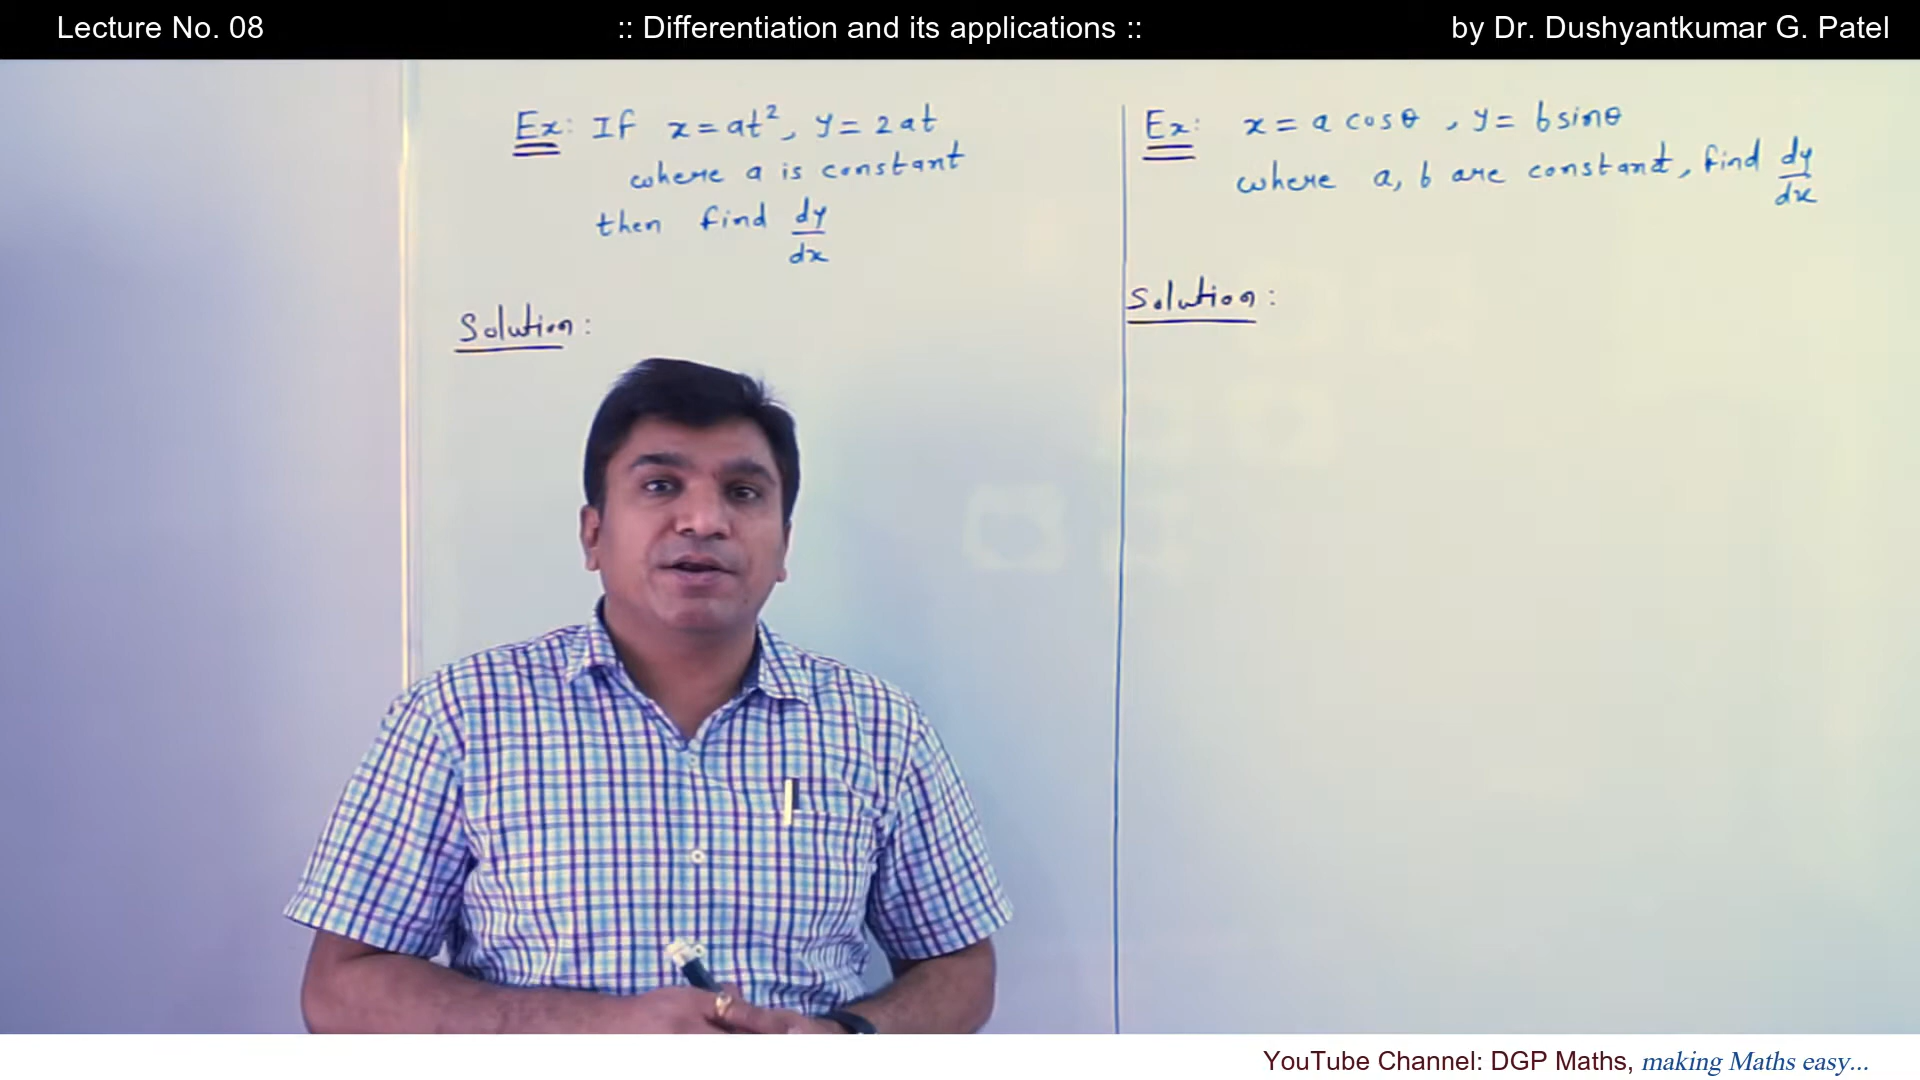 Lecture No. 08
:: Differentiation and its applications ::
by Dr. Dushyantkumar G. Patel
Ex: If x = at², y = 2at
where a is constant
then find dy/dx
Solution:
Ex: x = a cosθ, y = b sinθ
where a, b are constant, find dy/dx
Solution:
YouTube Channel: DGP Maths, making Maths easy...